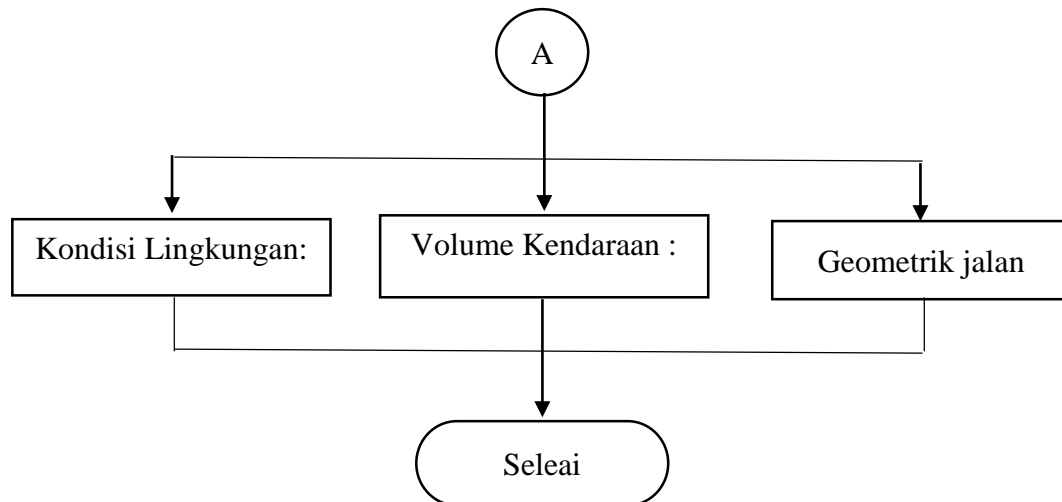 A
Kondisi Lingkungan:
Volume Kendaraan :
Geometrik jalan
Seleai